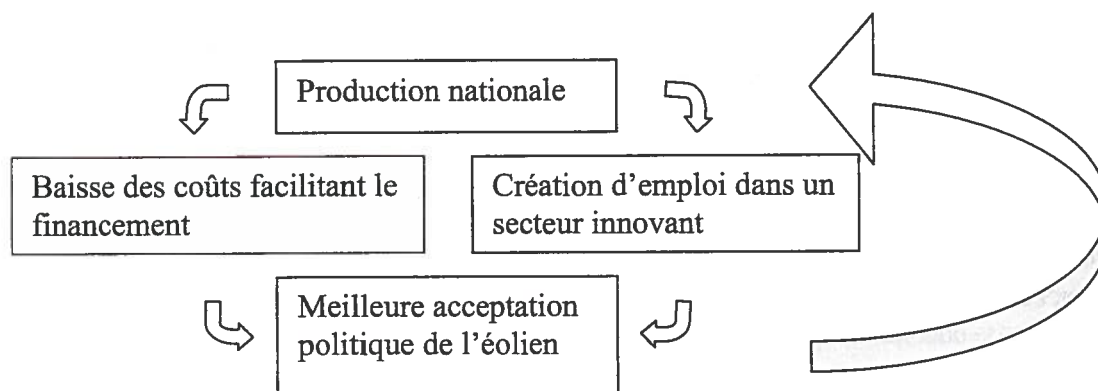 Production nationale
Baisse des coûts facilitant le
financement
Création d’emploi dans un
secteur innovant
Meilleure acceptation
politique de l’éolien